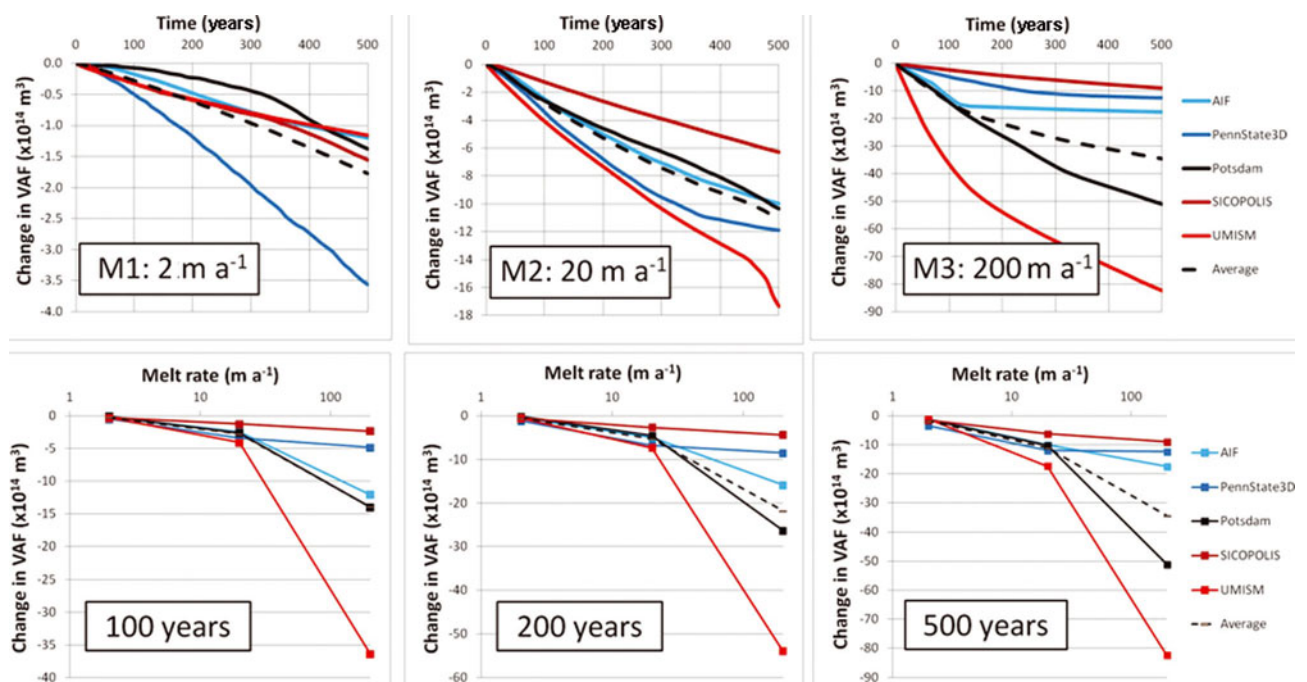 Time (years)
0 100 200 300 400 500
Change in VAF (x10¹⁴ m³)
0.0
-0.5
-1.0
-1.5
-2.0
-2.5
-3.0
-3.5
-4.0
M1: 2 m a⁻¹
Time (years)
0 100 200 300 400 500
Change in VAF (x10¹⁴ m³)
0
-2
-4
-6
-8
-10
-12
-14
-16
-18
M2: 20 m a⁻¹
Time (years)
0 100 200 300 400 500
Change in VAF (x10¹⁴ m³)
0
-10
-20
-30
-40
-50
-60
-70
-80
-90
M3: 200 m a⁻¹
AIF
PennState3D
Potsdam
SICOPOLIS
UMISM
Average
Melt rate (m a⁻¹)
1 10 100
Change in VAF (x10¹⁴ m³)
0
-5
-10
-15
-20
-25
-30
-35
-40
100 years
Melt rate (m a⁻¹)
1 10 100
Change in VAF (x10¹⁴ m³)
0
-10
-20
-30
-40
-50
-60
200 years
Melt rate (m a⁻¹)
1 10 100
Change in VAF (x10¹⁴ m³)
0
-10
-20
-30
-40
-50
-60
-70
-80
-90
500 years
AIF
PennState3D
Potsdam
SICOPOLIS
UMISM
Average